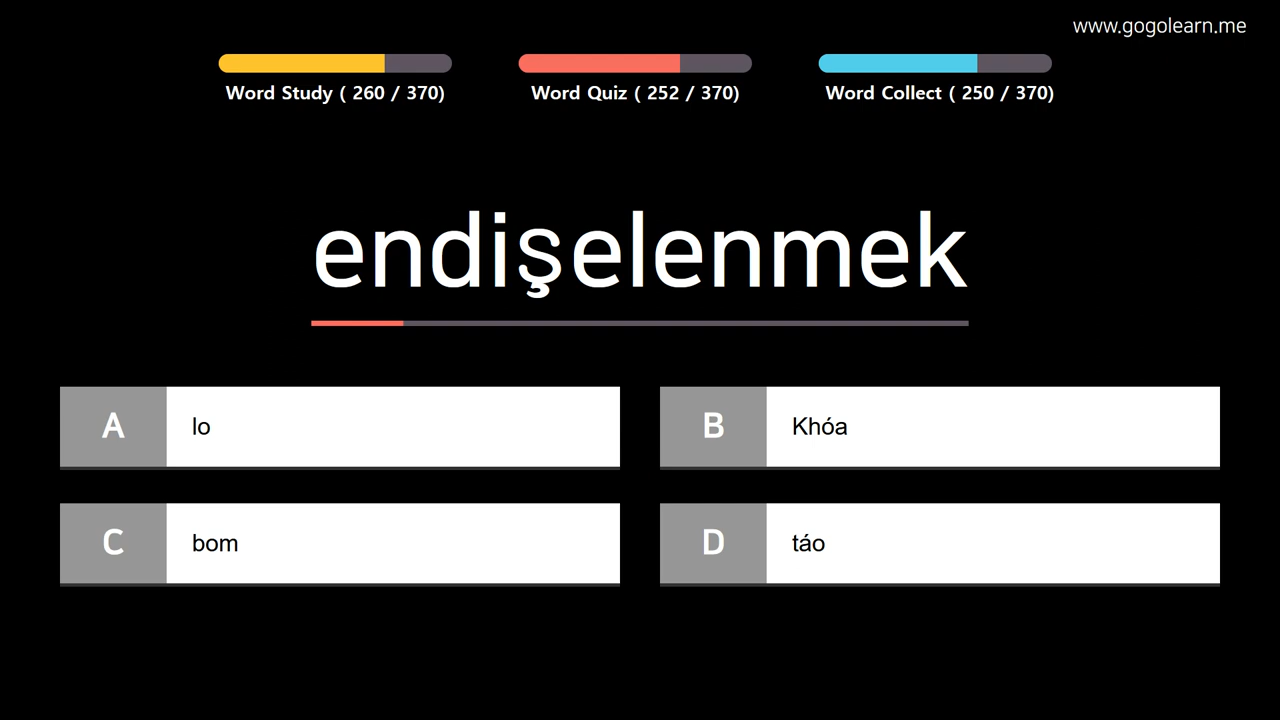 www.gogolearn.me
Word Study ( 260 / 370)
Word Quiz ( 252 / 370)
Word Collect ( 250 / 370)
endişelenmek
A lo
B Khóa
C bom
D táo